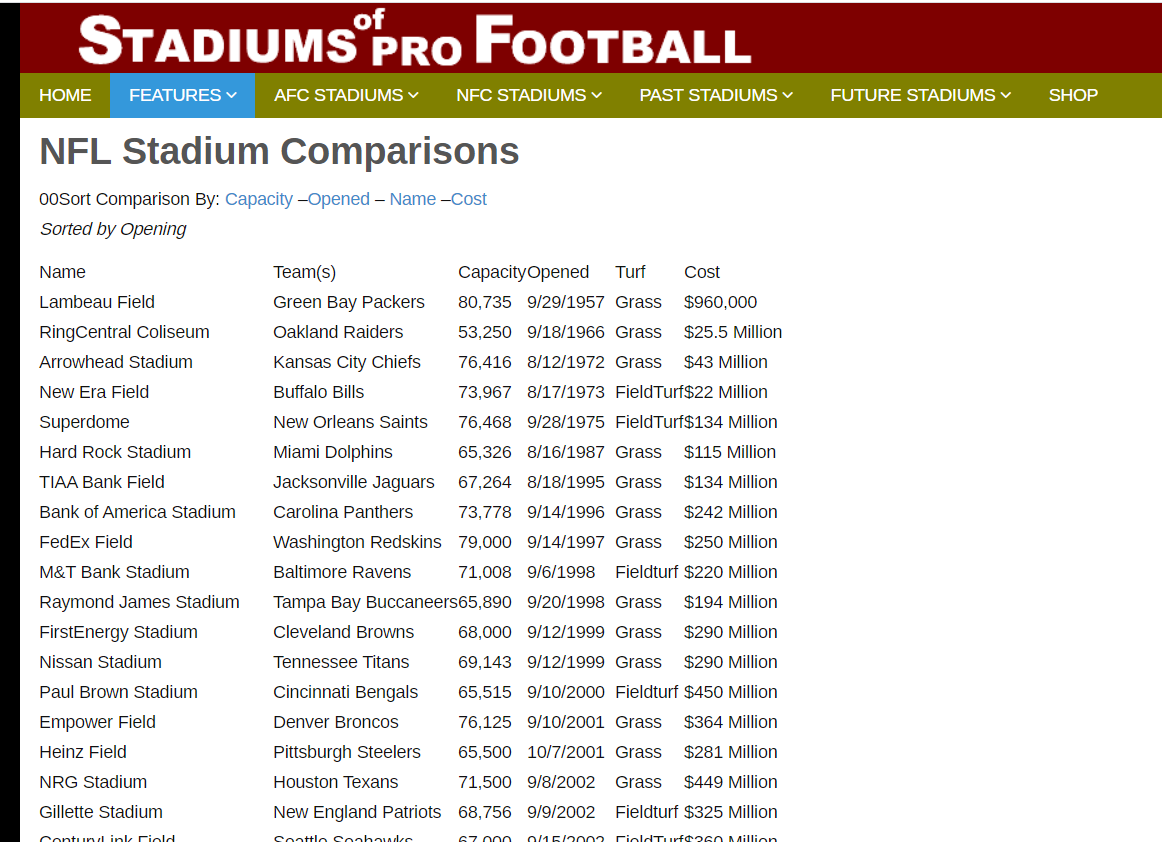 STADIUMS of PRO FOOTBALL
HOME FEATURES AFC STADIUMS NFC STADIUMS PAST STADIUMS FUTURE STADIUMS SHOP
NFL Stadium Comparisons
00Sort Comparison By: Capacity –Opened – Name –Cost
Sorted by Opening
Name Team(s) Capacity Opened Turf Cost
Lambeau Field Green Bay Packers 80,735 9/29/1957 Grass $960,000
RingCentral Coliseum Oakland Raiders 53,250 9/18/1966 Grass $25.5 Million
Arrowhead Stadium Kansas City Chiefs 76,416 8/12/1972 Grass $43 Million
New Era Field Buffalo Bills 73,967 8/17/1973 FieldTurf $22 Million
Superdome New Orleans Saints 76,468 9/28/1975 FieldTurf $134 Million
Hard Rock Stadium Miami Dolphins 65,326 8/16/1987 Grass $115 Million
TIAA Bank Field Jacksonville Jaguars 67,264 8/18/1995 Grass $134 Million
Bank of America Stadium Carolina Panthers 73,778 9/14/1996 Grass $242 Million
FedEx Field Washington Redskins 79,000 9/14/1997 Grass $250 Million
M&T Bank Stadium Baltimore Ravens 71,008 9/6/1998 Fieldturf $220 Million
Raymond James Stadium Tampa Bay Buccaneers 65,890 9/20/1998 Grass $194 Million
FirstEnergy Stadium Cleveland Browns 68,000 9/12/1999 Grass $290 Million
Nissan Stadium Tennessee Titans 69,143 9/12/1999 Grass $290 Million
Paul Brown Stadium Cincinnati Bengals 65,515 9/10/2000 Fieldturf $450 Million
Empower Field Denver Broncos 76,125 9/10/2001 Grass $364 Million
Heinz Field Pittsburgh Steelers 65,500 10/7/2001 Grass $281 Million
NRG Stadium Houston Texans 71,500 9/8/2002 Grass $449 Million
Gillette Stadium New England Patriots 68,756 9/9/2002 Fieldturf $325 Million
CenturyLink Field Seattle Seahawks 67,000 9/15/2002 FieldTurf $360 Million